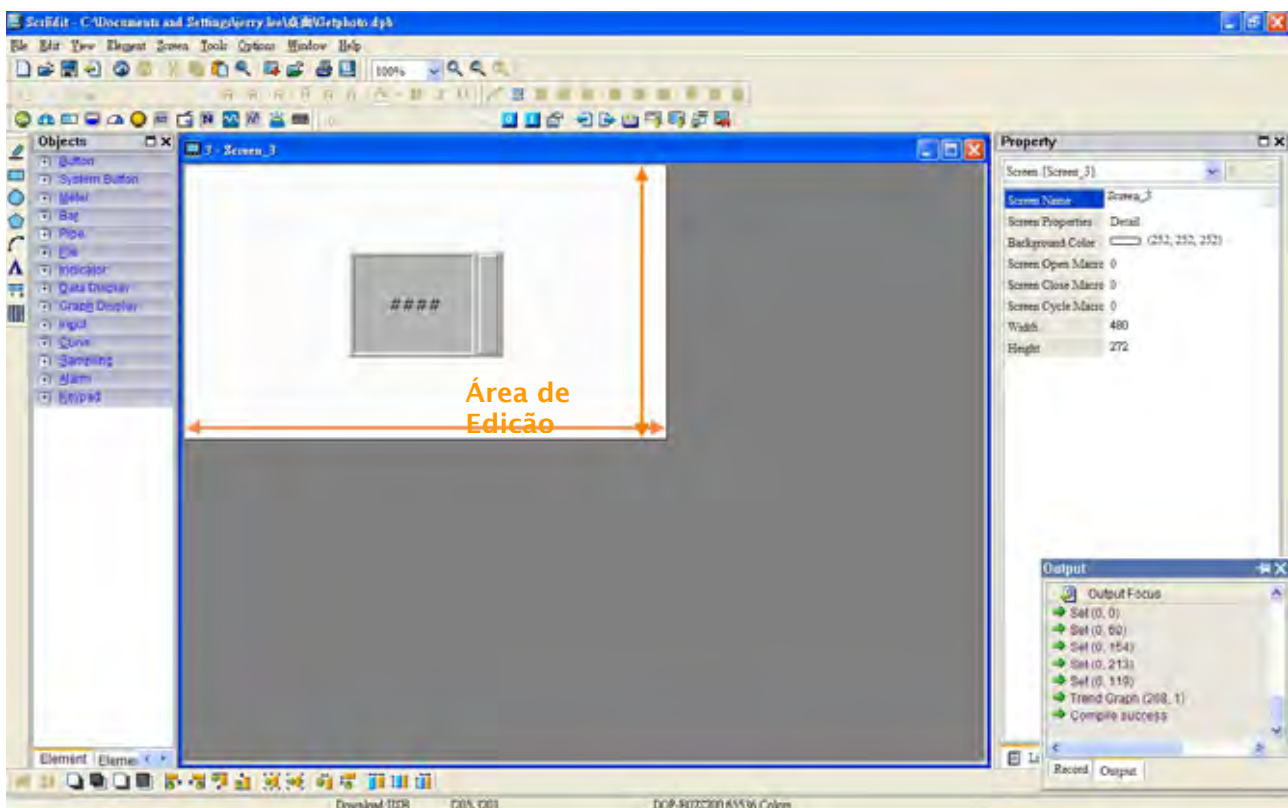 ScrEdit - C:\Documents and Settings\jerry.lee\桌面\Getphoto.dpb
File Edit View Element Screen Tools Options Window Help
100%
Objects
Button
System Button
Meter
Bar
Pipe
Pie
Indicator
Data Display
Graph Display
Input
Curve
Sampling
Alarm
Keypad
Element
3 - Screen_3
####
Área de
Edicão
Property
Screen {Screen_3}
Screen Name Screen_3
Screen Properties Detail
Background Color (252, 252, 252)
Screen Open Macro 0
Screen Close Macro 0
Screen Cycle Macro 0
Width 480
Height 272
Output
Output Focus
Set (0, 0)
Set (0, 60)
Set (0, 164)
Set (0, 213)
Set (0, 119)
Trend Graph (268, 1)
Compile success
Record Output
Download:USB
65536 Colors